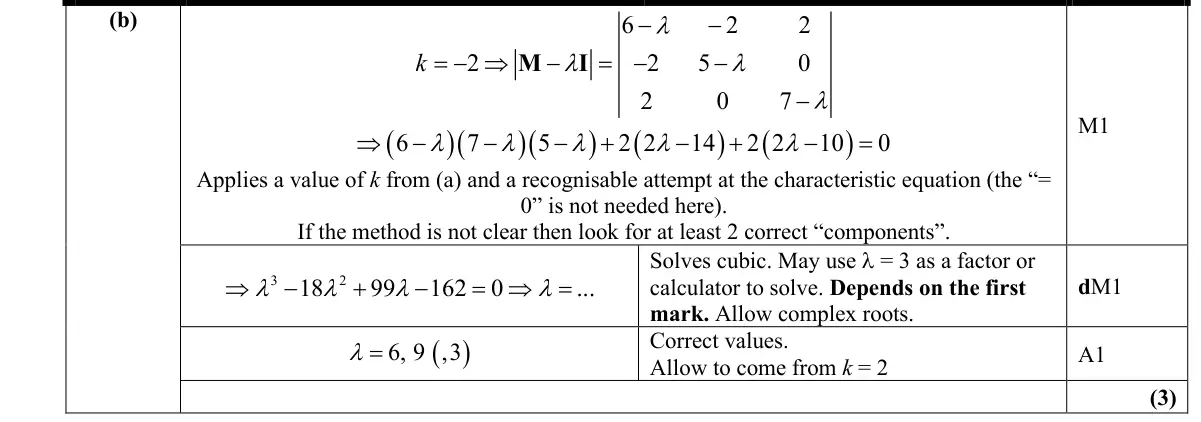 (b)
6 − λ −2 2
k = −2 ⇒ |M − λI| = −2 5 − λ 0
2 0 7 − λ
⇒ (6 − λ)(7 − λ)(5 − λ) + 2(2λ − 14) + 2(2λ − 10) = 0
M1
Applies a value of k from (a) and a recognisable attempt at the characteristic equation (the “=
0” is not needed here).
If the method is not clear then look for at least 2 correct “components”.
⇒ λ³ − 18λ² + 99λ − 162 = 0 ⇒ λ = ...
Solves cubic. May use λ = 3 as a factor or
calculator to solve. Depends on the first
mark. Allow complex roots.
dM1
λ = 6, 9 (,3)
Correct values.
Allow to come from k = 2
A1
(3)